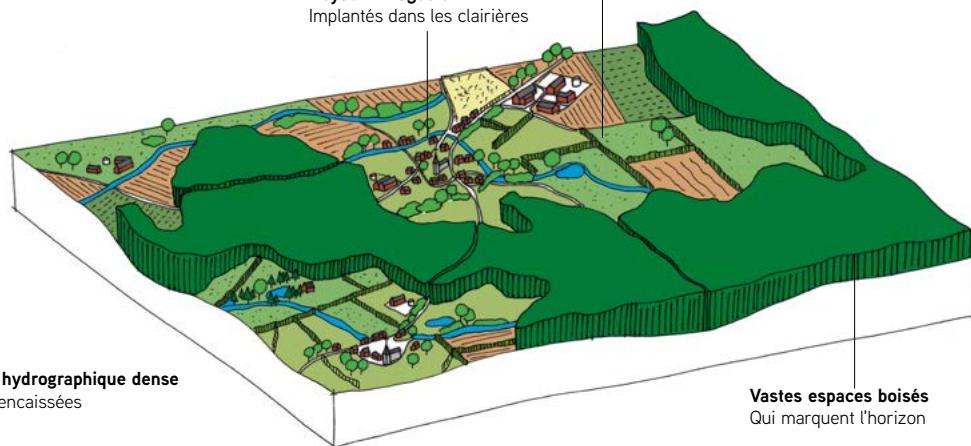 Implantés dans les clairières
hydrographique dense
encaissées
Vastes espaces boisés
Qui marquent l'horizon